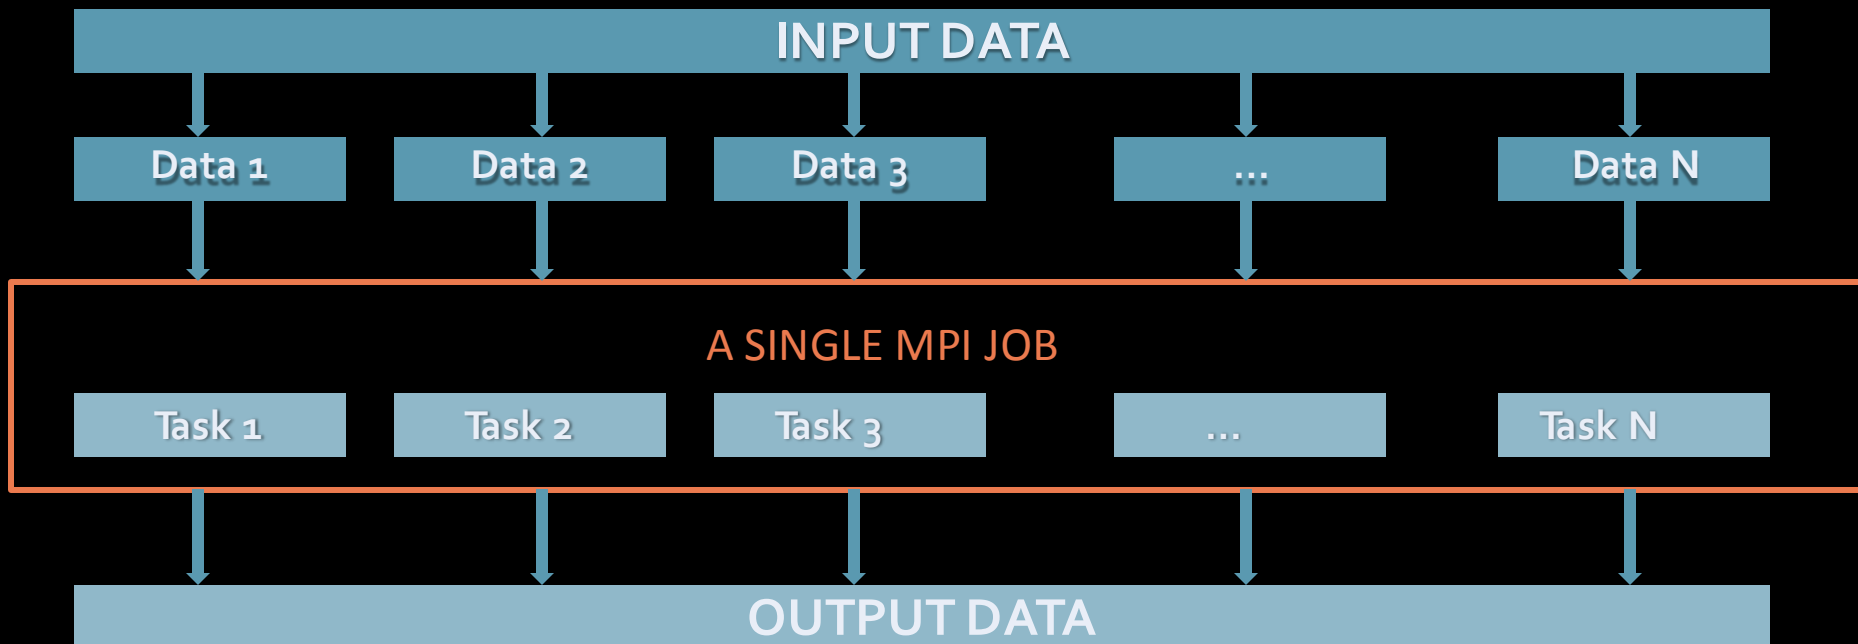 INPUT DATA
Data 1 Data 2 Data 3 ... Data N
A SINGLE MPI JOB
Task 1 Task 2 Task 3 ... Task N
OUTPUT DATA